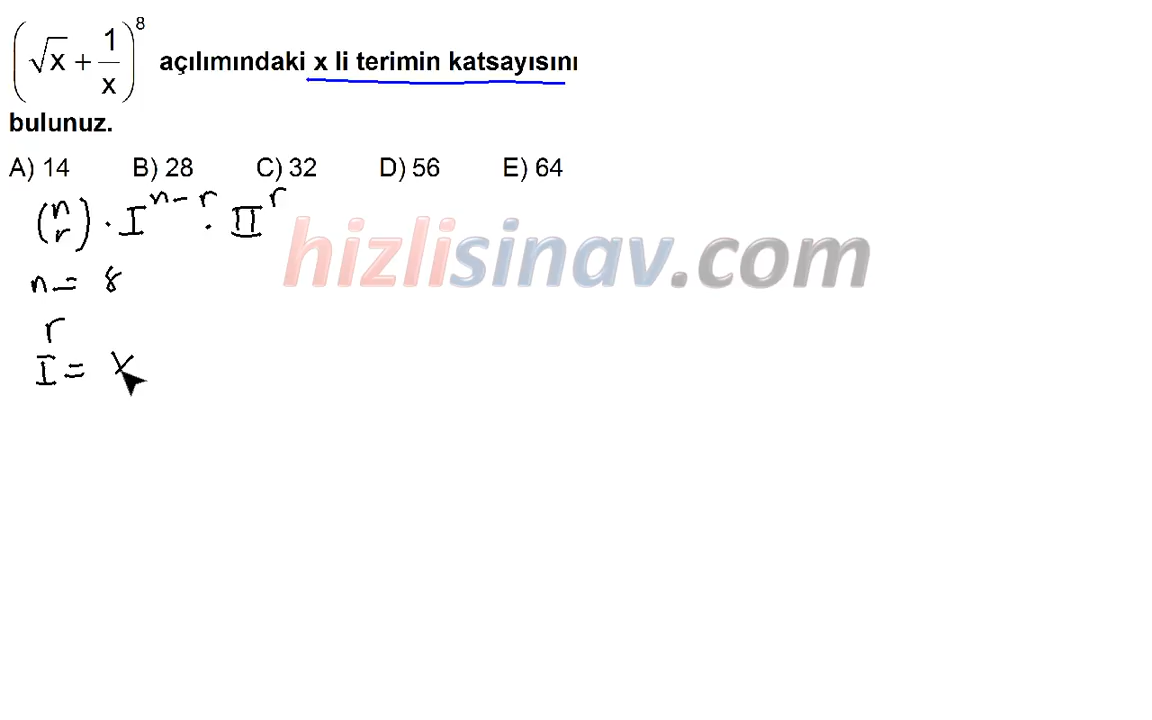 (√x + 1/x)^8 açılımındaki x li terimin katsayısını
bulunuz.
A) 14 B) 28 C) 32 D) 56 E) 64
(n r) · I^(n-r) · II^r
hizlisinav.com
n = 8
r
I = x